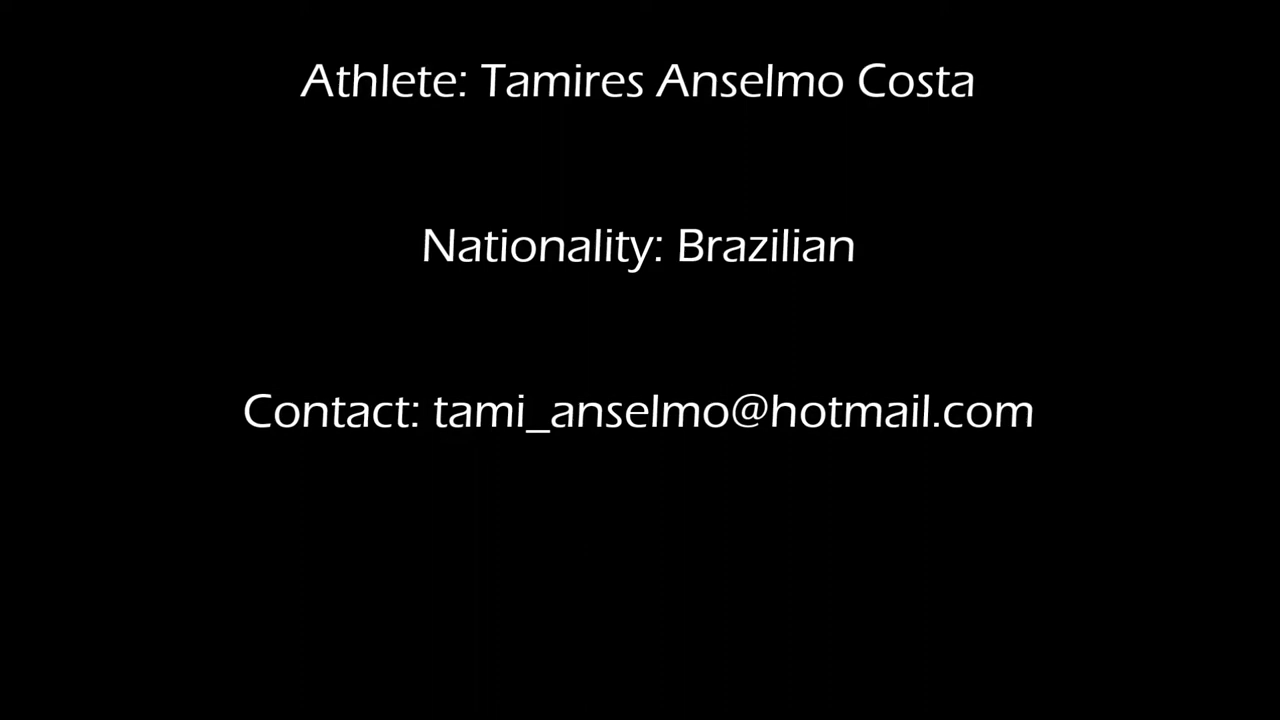 Athlete: Tamires Anselmo Costa
Nationality: Brazilian
Contact: tami_anselmo@hotmail.com